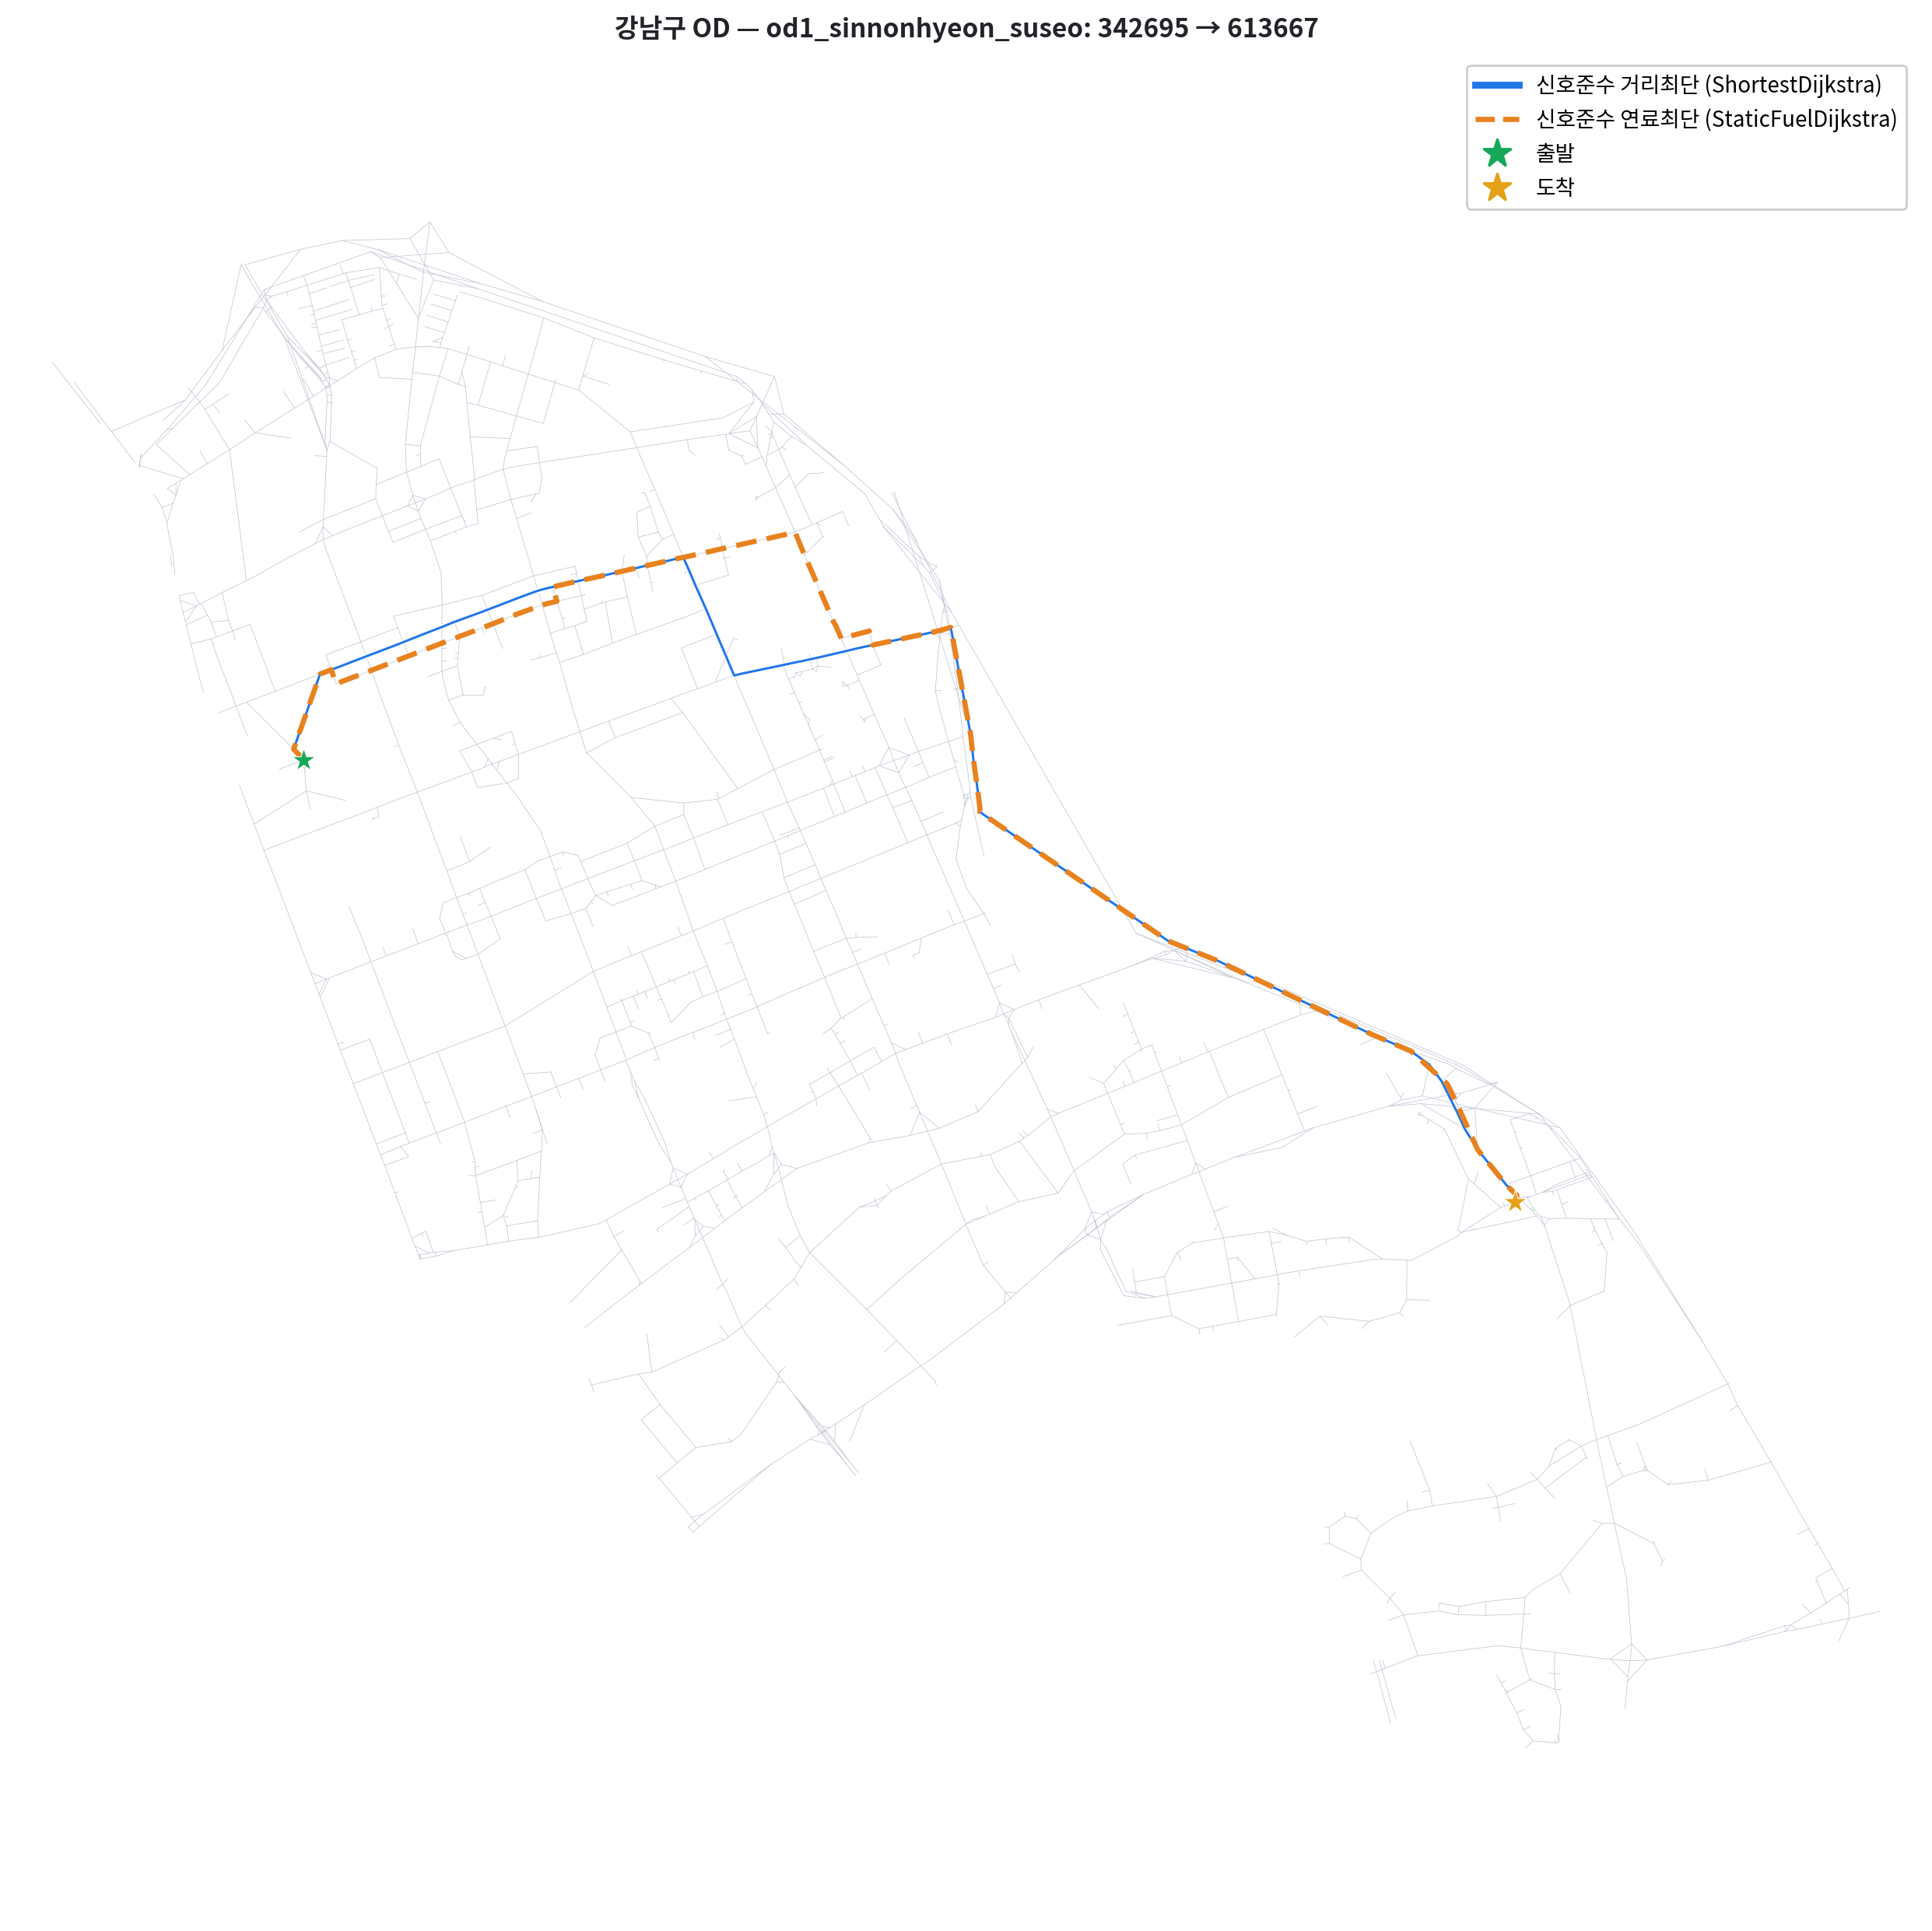 강남구 OD — od1_sinnonhyeon_suseo: 342695 → 613667
신호준수 거리최단 (ShortestDijkstra)
신호준수 연료최단 (StaticFuelDijkstra)
출발
도착